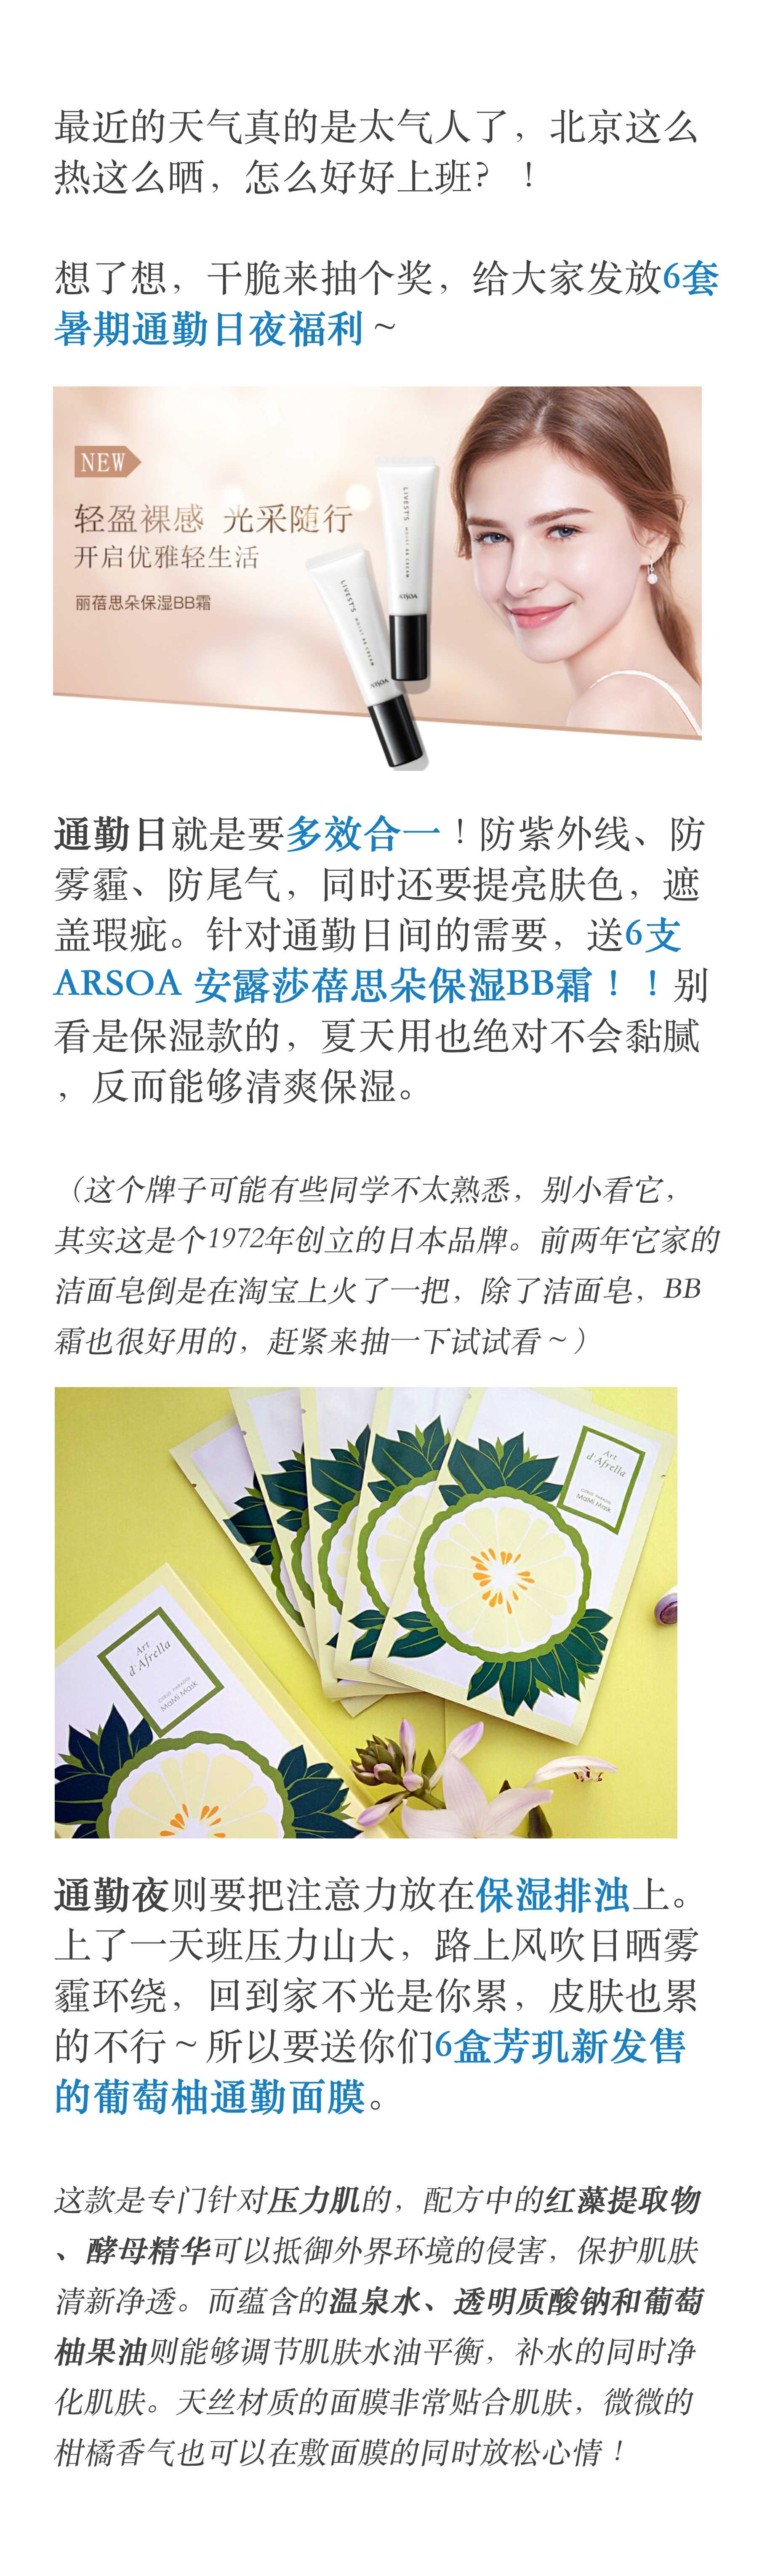 最近的天气真的是太气人了，北京这么
热这么晒，怎么好好上班？！
想了想，干脆来抽个奖，给大家发放6套
暑期通勤日夜福利～
NEW
轻盈裸感 光采随行
开启优雅轻生活
丽蓓思朵保湿BB霜
LIVEST'S MOIST BB CREAM
ARSOA
LIVEST'S MOIST BB CREAM
ARSOA
通勤日就是要多效合一！防紫外线、防
雾霾、防尾气，同时还要提亮肤色，遮
盖瑕疵。针对通勤日间的需要，送6支
ARSOA 安露莎蓓思朵保湿BB霜！！别
看是保湿款的，夏天用也绝对不会黏腻
，反而能够清爽保湿。
（这个牌子可能有些同学不太熟悉，别小看它，
其实这是个1972年创立的日本品牌。前两年它家的
洁面皂倒是在淘宝上火了一把，除了洁面皂，BB
霜也很好用的，赶紧来抽一下试试看～）
Art
d'Afrella
CITRUS PARADISI
MaMi Mask
Art
d'Afrella
CITRUS PARADISI
MaMi Mask
通勤夜则要把注意力放在保湿排浊上。
上了一天班压力山大，路上风吹日晒雾
霾环绕，回到家不光是你累，皮肤也累
的不行～所以要送你们6盒芳玑新发售
的葡萄柚通勤面膜。
这款是专门针对压力肌的，配方中的红藻提取物
、酵母精华可以抵御外界环境的侵害，保护肌肤
清新净透。而蕴含的温泉水、透明质酸钠和葡萄
柚果油则能够调节肌肤水油平衡，补水的同时净
化肌肤。天丝材质的面膜非常贴合肌肤，微微的
柑橘香气也可以在敷面膜的同时放松心情！